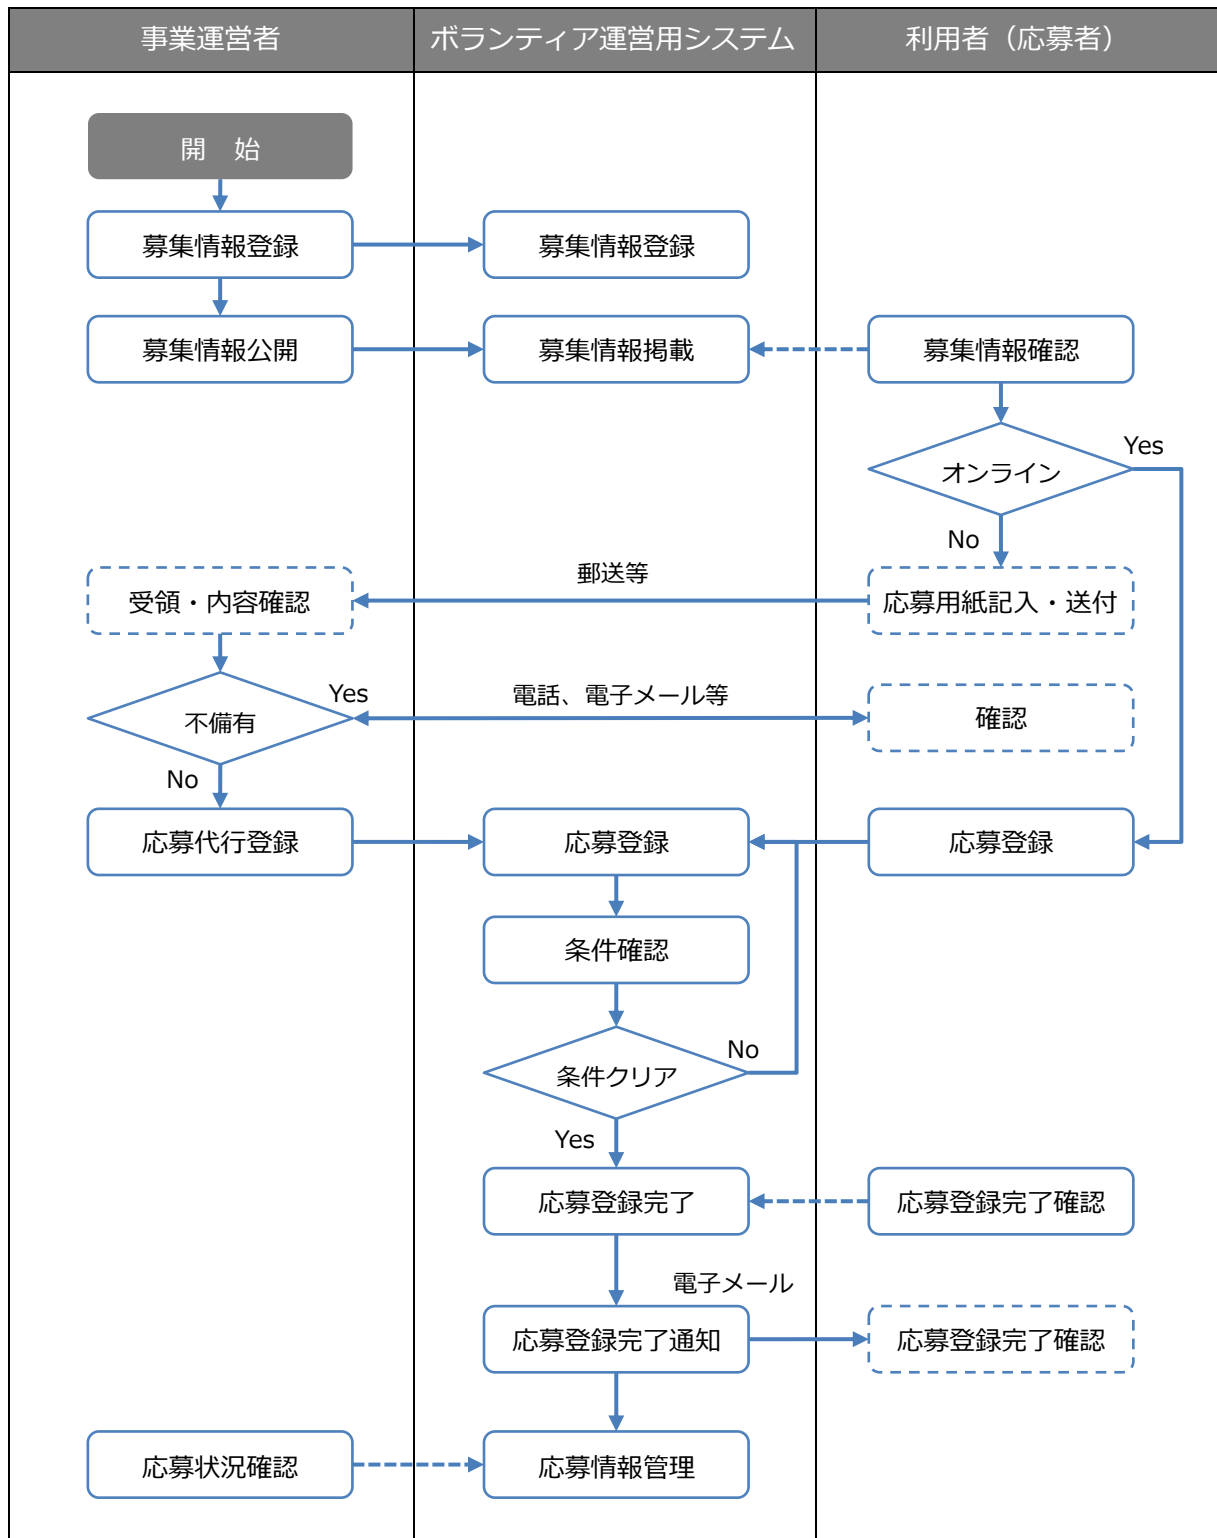 事業運営者
ボランティア運営用システム
利用者（応募者）
開　始
募集情報登録
募集情報登録
募集情報公開
募集情報掲載
募集情報確認
オンライン
Yes
No
郵送等
受領・内容確認
応募用紙記入・送付
Yes
電話、電子メール等
不備有
確認
No
応募代行登録
応募登録
応募登録
条件確認
No
条件クリア
Yes
応募登録完了
応募登録完了確認
電子メール
応募登録完了通知
応募登録完了確認
応募状況確認
応募情報管理